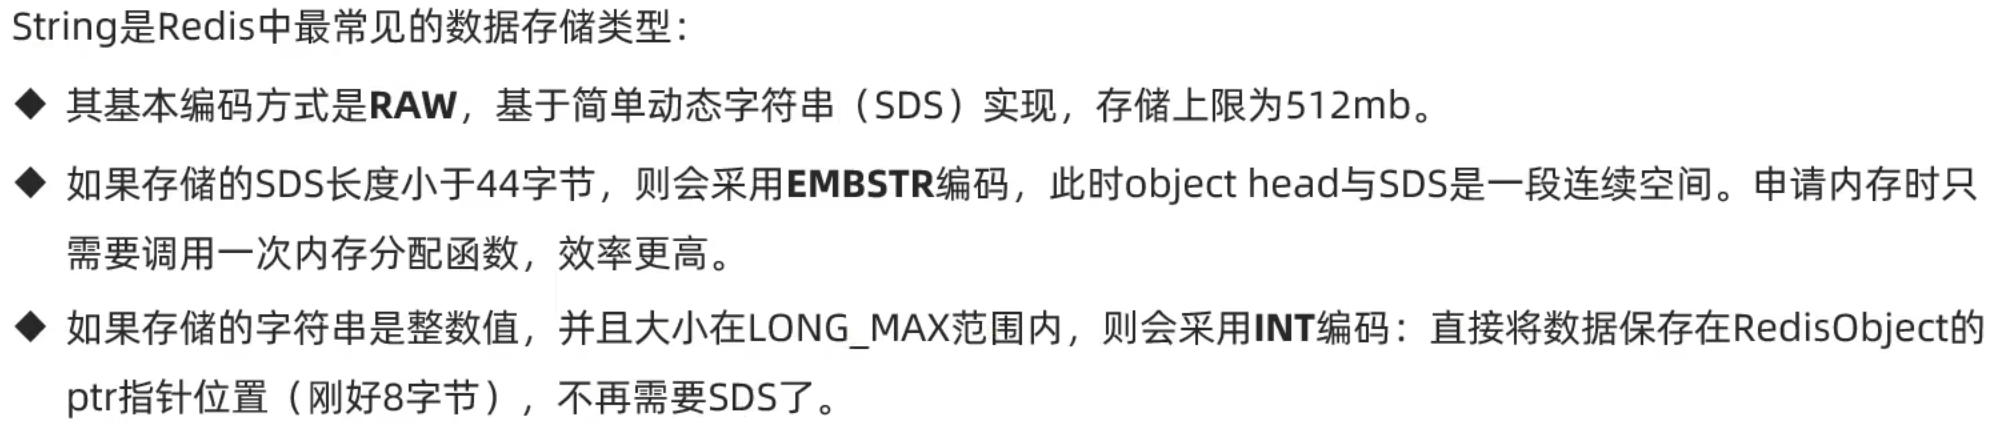 String是Redis中最常见的数据存储类型：
◆ 其基本编码方式是RAW，基于简单动态字符串（SDS）实现，存储上限为512mb。
◆ 如果存储的SDS长度小于44字节，则会采用EMBSTR编码，此时object head与SDS是一段连续空间。申请内存时只
需要调用一次内存分配函数，效率更高。
◆ 如果存储的字符串是整数值，并且大小在LONG_MAX范围内，则会采用INT编码：直接将数据保存在RedisObject的
ptr指针位置（刚好8字节），不再需要SDS了。